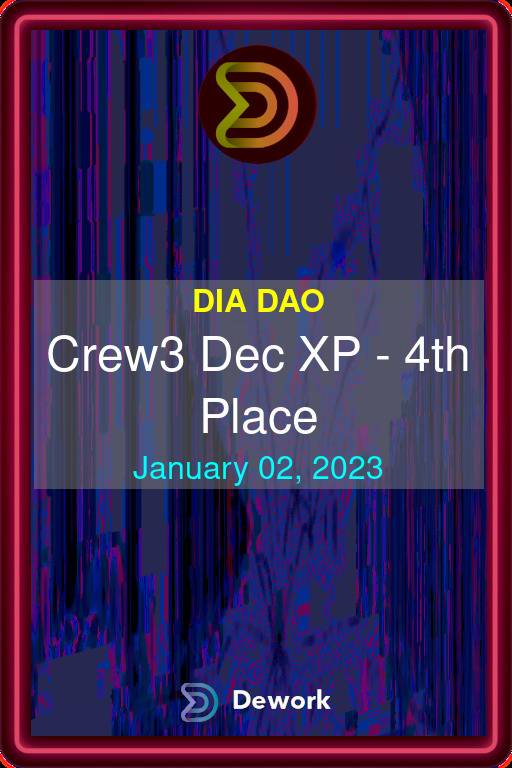 DIA DAO
Crew3 Dec XP - 4th
Place
January 02, 2023
Dework